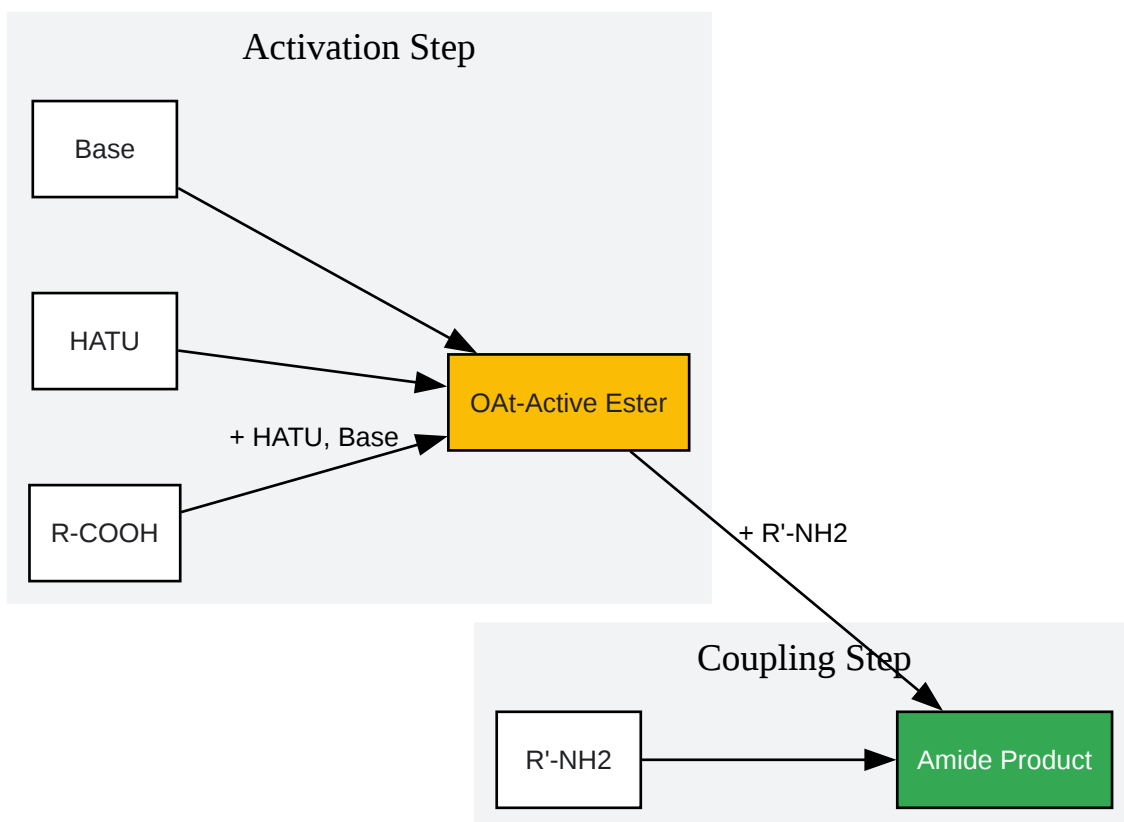 Activation Step
Base
HATU
OAt-Active Ester
+ HATU, Base
R-COOH
+ R'-NH2
Coupling Step
R'-NH2
Amide Product